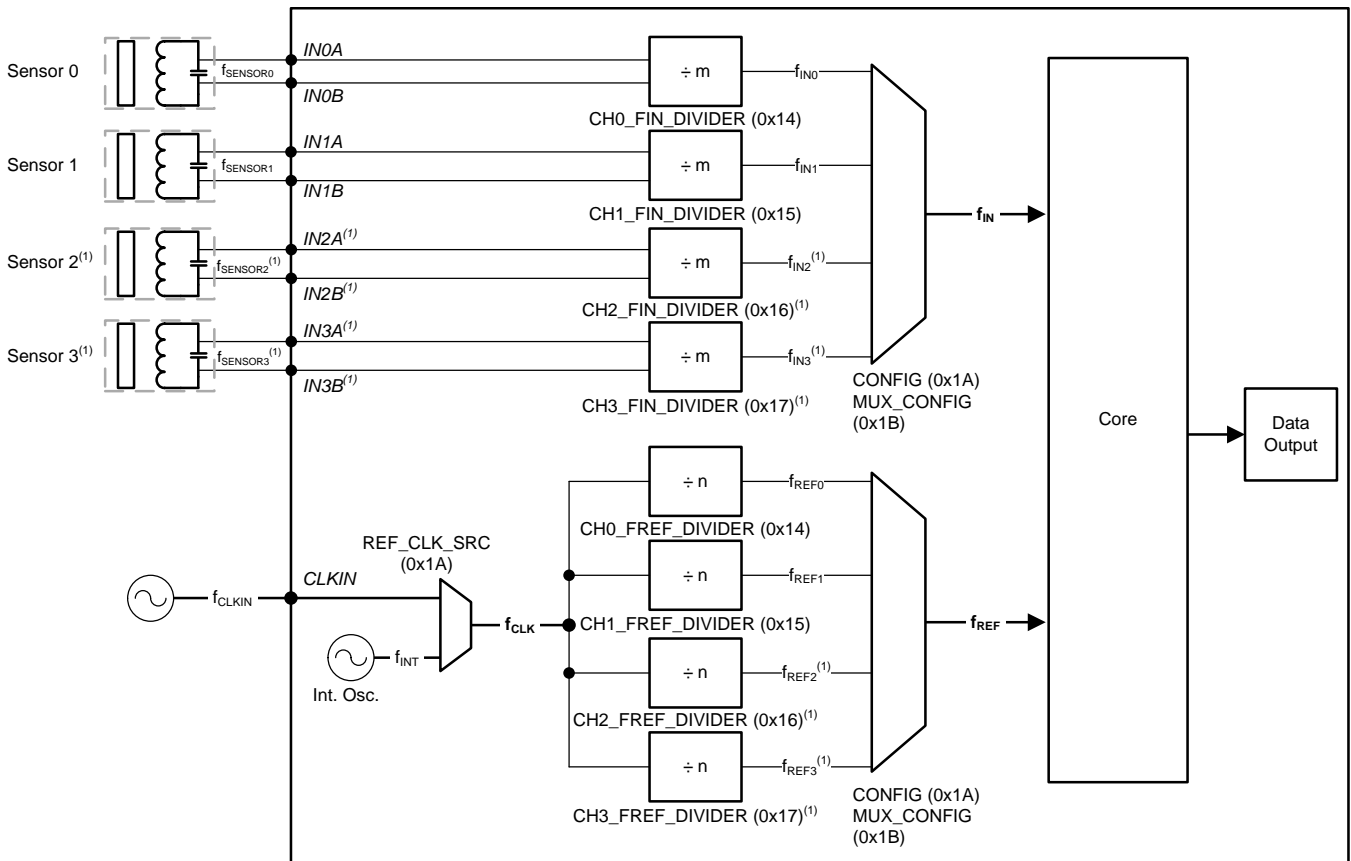 Sensor 0
fSENSOR0
IN0A
IN0B
÷ m
fIN0
CH0_FIN_DIVIDER (0x14)
Sensor 1
fSENSOR1
IN1A
IN1B
÷ m
fIN1
CH1_FIN_DIVIDER (0x15)
fIN
Sensor 2(1)
fSENSOR2(1)
IN2A(1)
IN2B(1)
÷ m
fIN2(1)
CH2_FIN_DIVIDER (0x16)(1)
Sensor 3(1)
fSENSOR3(1)
IN3A(1)
IN3B(1)
÷ m
fIN3(1)
CH3_FIN_DIVIDER (0x17)(1)
CONFIG (0x1A)
MUX_CONFIG
(0x1B)
Core
Data
Output
÷ n
fREF0
CH0_FREF_DIVIDER (0x14)
REF_CLK_SRC
(0x1A)
CLKIN
fCLKIN
fINT
Int. Osc.
fCLK
÷ n
fREF1
CH1_FREF_DIVIDER (0x15)
fREF
÷ n
fREF2(1)
CH2_FREF_DIVIDER (0x16)(1)
÷ n
fREF3(1)
CH3_FREF_DIVIDER (0x17)(1)
CONFIG (0x1A)
MUX_CONFIG
(0x1B)